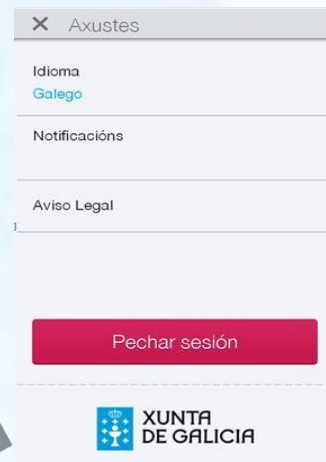 Axustes
Idioma
Galego
Notificacións
Aviso Legal
Pechar sesión
XUNTA
DE GALICIA